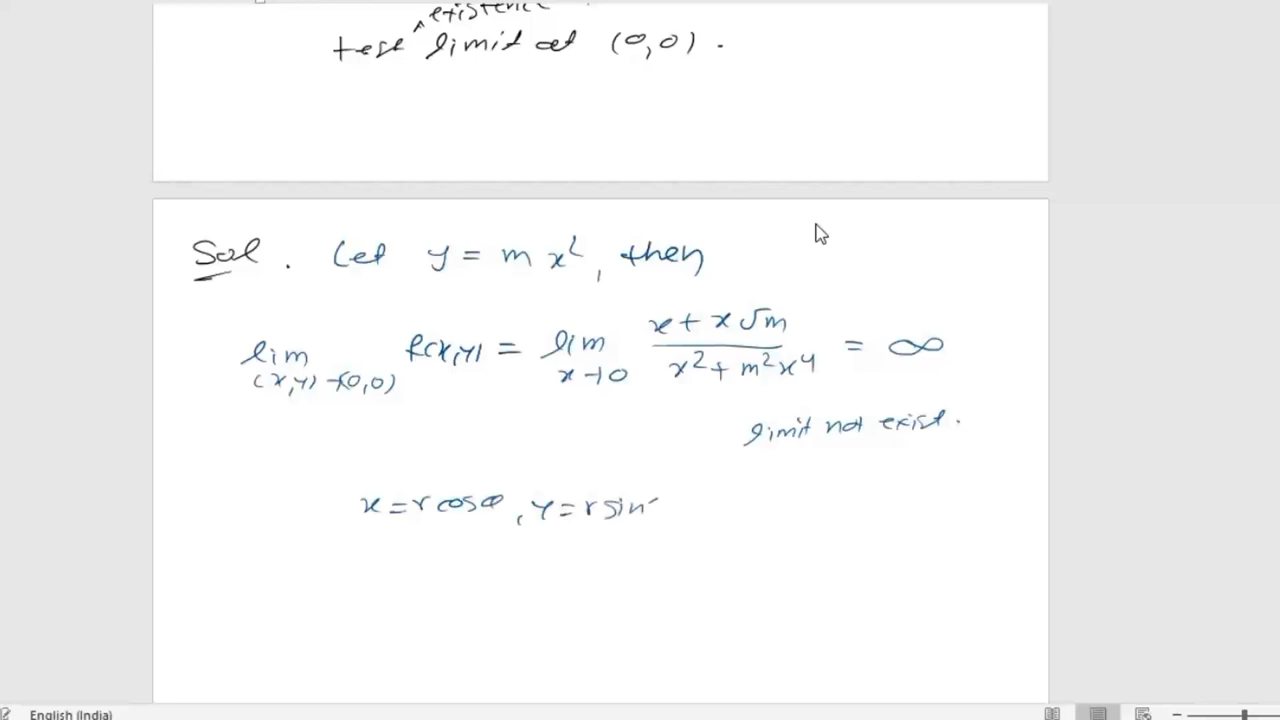 existence
test ^ limit at (0,0).
Sol. Let y = m x², then
lim (x,y)→(0,0) f(x,y) = lim x→0 (x + x√m)/(x² + m²x⁴) = ∞
limit not exist.
x = r cosθ, y = r sin
English (India)